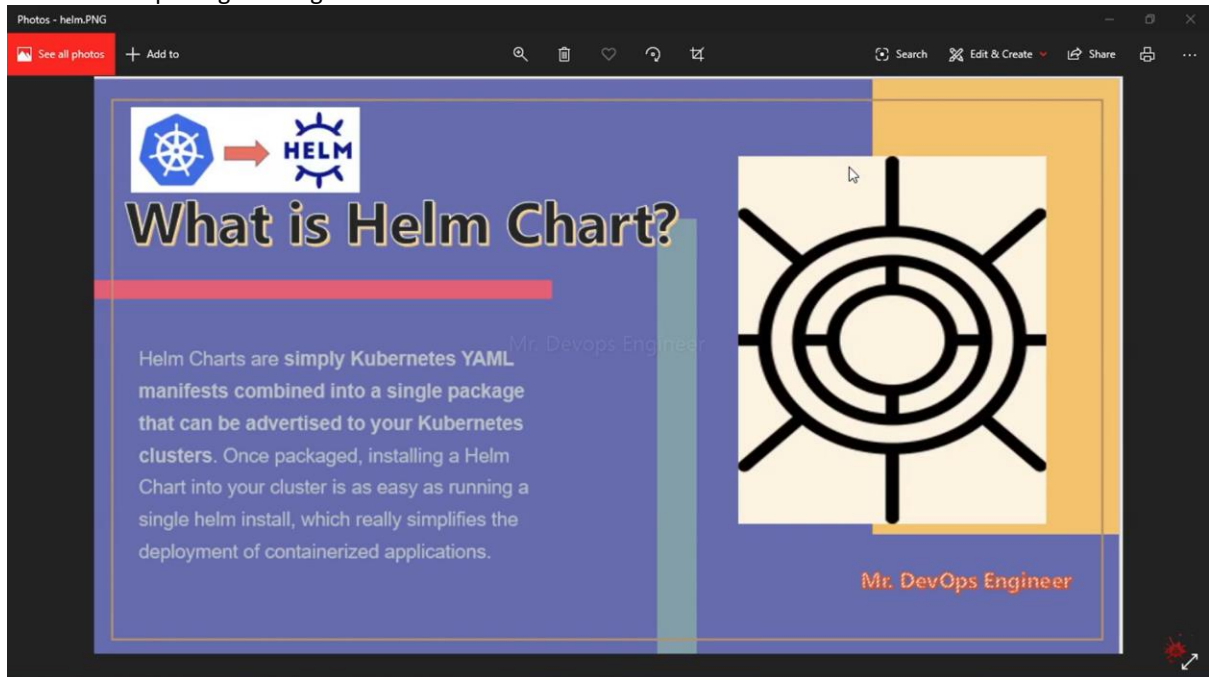 Photos - helm.PNG
See all photos
Add to
Search
Edit & Create
Share
HELM
What is Helm Chart?
Mr. Devops Engineer
Helm Charts are simply Kubernetes YAML
manifests combined into a single package
that can be advertised to your Kubernetes
clusters. Once packaged, installing a Helm
Chart into your cluster is as easy as running a
single helm install, which really simplifies the
deployment of containerized applications.
Mr. DevOps Engineer